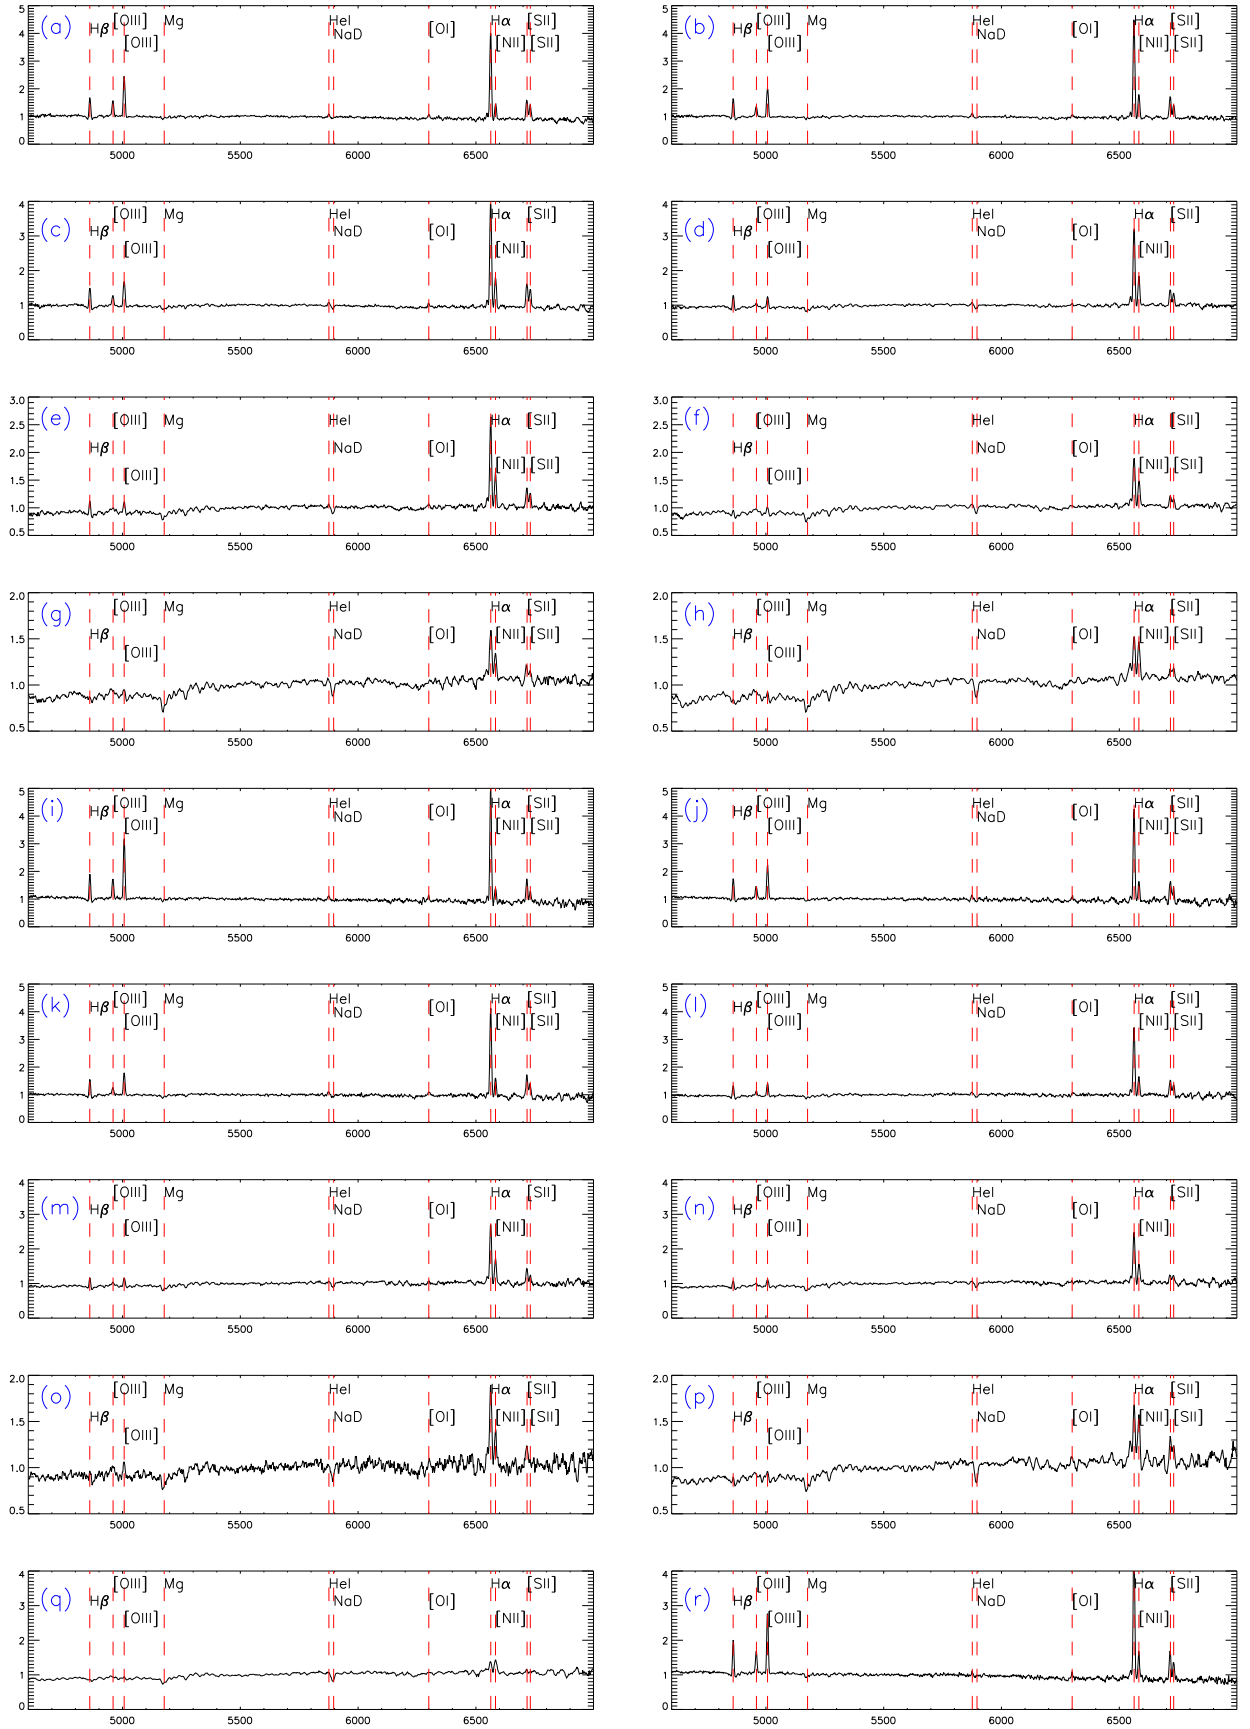 5 (a) [OIII] Mg HeI Hα [SII]
4 Hβ [OIII] NaD [OI] [NII] [SII]
3
2
1
0
5000 5500 6000 6500
5 (b) [OIII] Mg HeI Hα [SII]
4 Hβ [OIII] NaD [OI] [NII] [SII]
3
2
1
0
5000 5500 6000 6500
4 (c) [OIII] Mg HeI Hα [SII]
3 Hβ [OIII] NaD [OI] [NII]
2
1
0
5000 5500 6000 6500
4 (d) [OIII] Mg HeI Hα [SII]
3 Hβ [OIII] NaD [OI] [NII]
2
1
0
5000 5500 6000 6500
3.0 (e) [OIII] Mg HeI Hα [SII]
2.5 Hβ NaD [OI]
2.0 [OIII] [NII] [SII]
1.5
1.0
0.5
5000 5500 6000 6500
3.0 (f) [OIII] Mg HeI Hα [SII]
2.5 Hβ NaD [OI]
2.0 [OIII] [NII] [SII]
1.5
1.0
0.5
5000 5500 6000 6500
2.0 (g) [OIII] Mg HeI Hα [SII]
1.5 Hβ NaD [OI] [NII] [SII]
[OIII]
1.0
0.5
5000 5500 6000 6500
2.0 (h) [OIII] Mg HeI Hα [SII]
1.5 Hβ NaD [OI] [NII] [SII]
[OIII]
1.0
0.5
5000 5500 6000 6500
5 (i) [OIII] Mg HeI Hα [SII]
4 Hβ [OIII] NaD [OI] [NII] [SII]
3
2
1
0
5000 5500 6000 6500
5 (j) [OIII] Mg HeI Hα [SII]
4 Hβ [OIII] NaD [OI] [NII] [SII]
3
2
1
0
5000 5500 6000 6500
5 (k) [OIII] Mg HeI Hα [SII]
4 Hβ [OIII] NaD [OI] [NII] [SII]
3
2
1
0
5000 5500 6000 6500
5 (l) [OIII] Mg HeI Hα [SII]
4 Hβ [OIII] NaD [OI] [NII] [SII]
3
2
1
0
5000 5500 6000 6500
4 (m) [OIII] Mg HeI Hα [SII]
3 Hβ [OIII] NaD [OI] [NII]
2
1
0
5000 5500 6000 6500
4 (n) [OIII] Mg HeI Hα [SII]
3 Hβ [OIII] NaD [OI] [NII]
2
1
0
5000 5500 6000 6500
2.0 (o) [OIII] Mg HeI Hα [SII]
1.5 Hβ NaD [OI] [NII] [SII]
[OIII]
1.0
0.5
5000 5500 6000 6500
2.0 (p) [OIII] Mg HeI Hα [SII]
1.5 Hβ NaD [OI] [NII] [SII]
[OIII]
1.0
0.5
5000 5500 6000 6500
4 (q) [OIII] Mg HeI Hα [SII]
3 Hβ [OIII] NaD [OI] [NII]
2
1
0
5000 5500 6000 6500
4 (r) [OIII] Mg HeI Hα [SII]
3 Hβ [OIII] NaD [OI] [NII]
2
1
0
5000 5500 6000 6500